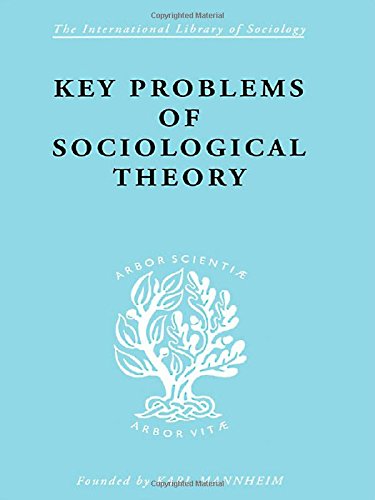 The International Library of Sociology
KEY PROBLEMS
OF
SOCIOLOGICAL
THEORY
ARBOR SCIENTIÆ
ARBOR VITÆ
Founded by KARL MANNHEIM